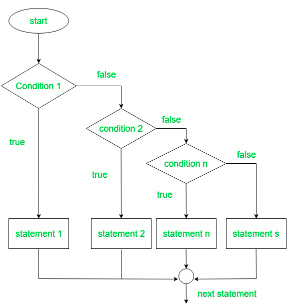 start
Condition 1
false
condition 2
false
true
condition n
false
true
true
statement 1
statement 2
statement n
statement s
next statement